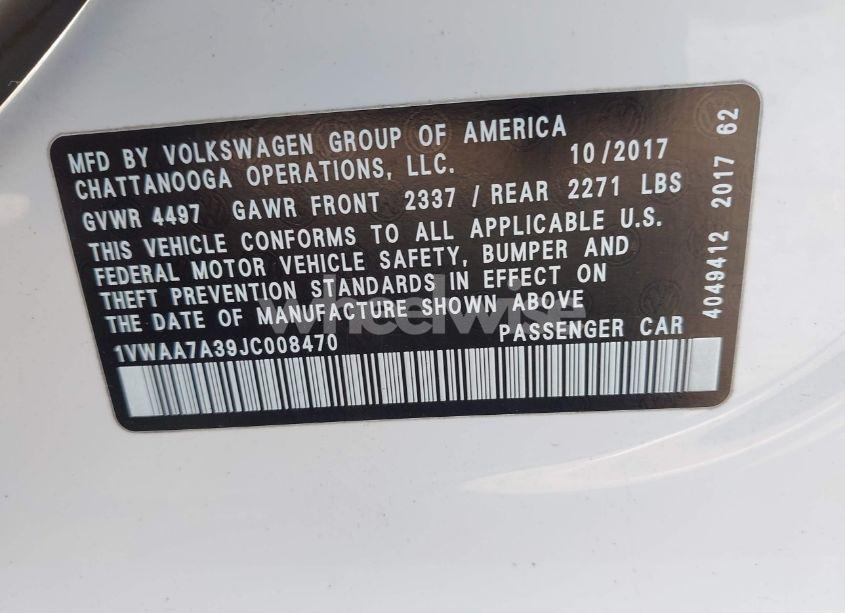 MFD BY VOLKSWAGEN GROUP OF AMERICA
CHATTANOOGA OPERATIONS, LLC. 10/2017
GVWR 4497 GAWR FRONT 2337 / REAR 2271 LBS
THIS VEHICLE CONFORMS TO ALL APPLICABLE U.S.
FEDERAL MOTOR VEHICLE SAFETY, BUMPER AND
THEFT PREVENTION STANDARDS IN EFFECT ON
THE DATE OF MANUFACTURE SHOWN ABOVE
1VWAA7A39JC008470 PASSENGER CAR
4049412 2017 62
wheelwise